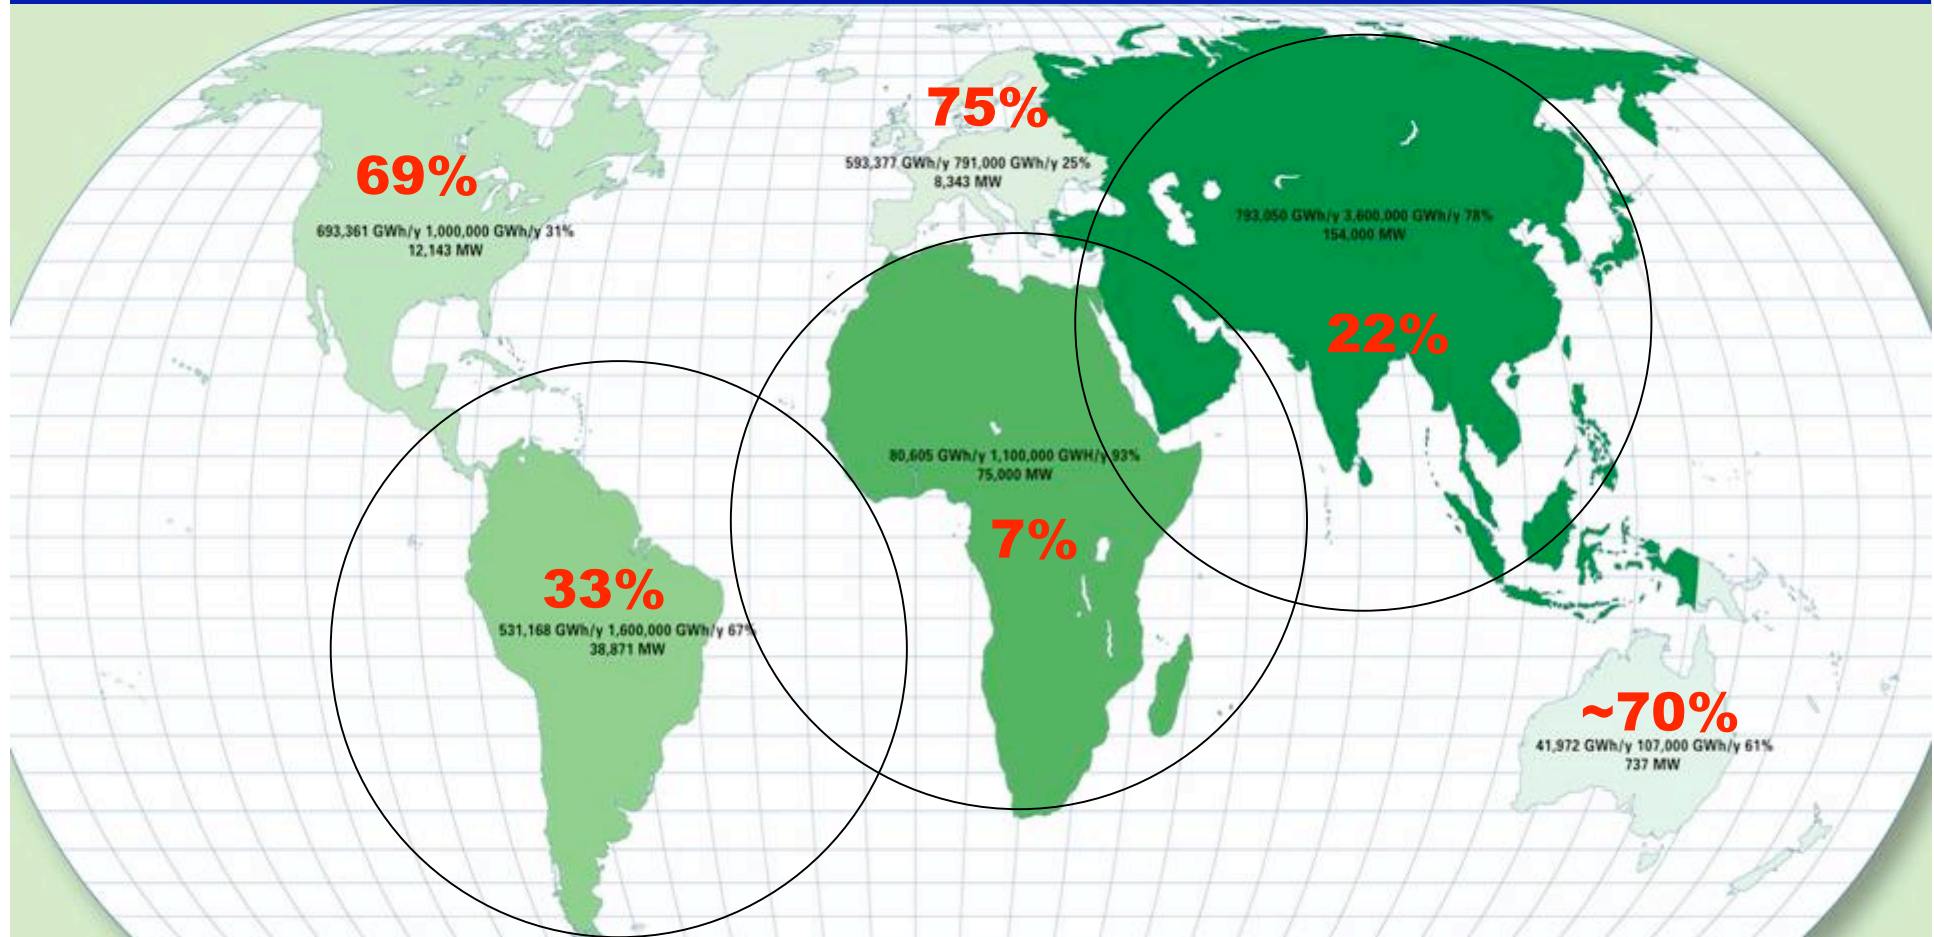 75%
593,377 GWh/y 791,000 GWh/y 25%
8,343 MW
69%
693,361 GWh/y 1,000,000 GWh/y 31%
12,143 MW
793,050 GWh/y 3,600,000 GWh/y 78%
154,000 MW
22%
80,605 GWh/y 1,100,000 GWH/y 93%
75,000 MW
7%
33%
531,168 GWh/y 1,600,000 GWh/y 67%
38,871 MW
~70%
41,972 GWh/y 107,000 GWh/y 61%
737 MW